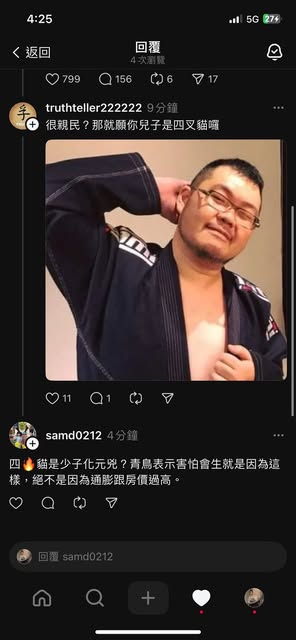 4:25
5G 27
返回
回覆
4 次瀏覽
799 156 6 17
truthteller222222 9分鐘
很親民？那就願你兒子是四叉貓囉
11 1
samd0212 4分鐘
四🔥貓是少子化元兇？青鳥表示害怕會生就是因為這
樣，絕不是因為通膨跟房價過高。
回覆 samd0212